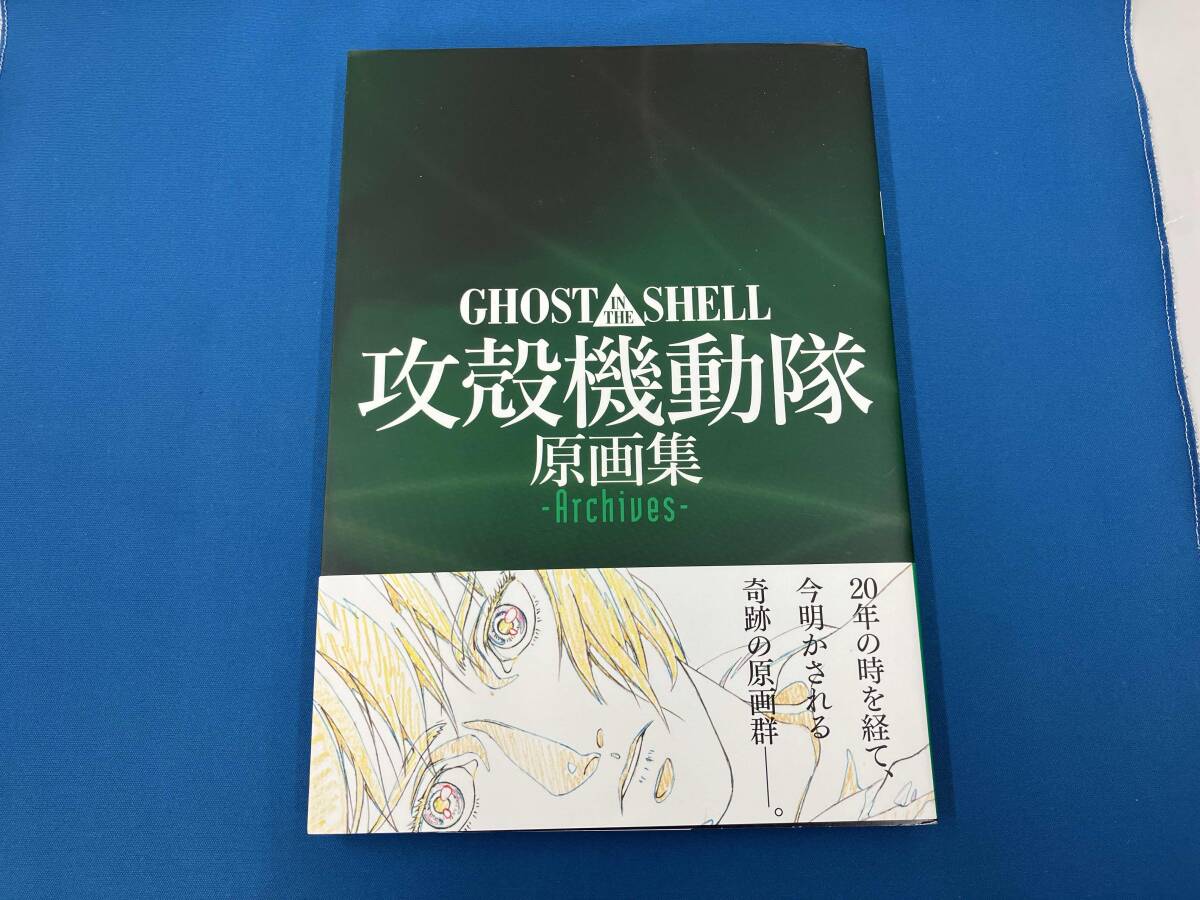 GHOST IN THE SHELL
攻殻機動隊
原画集
-Archives-
20年の時を経て、
今明かされる
奇跡の原画群――。